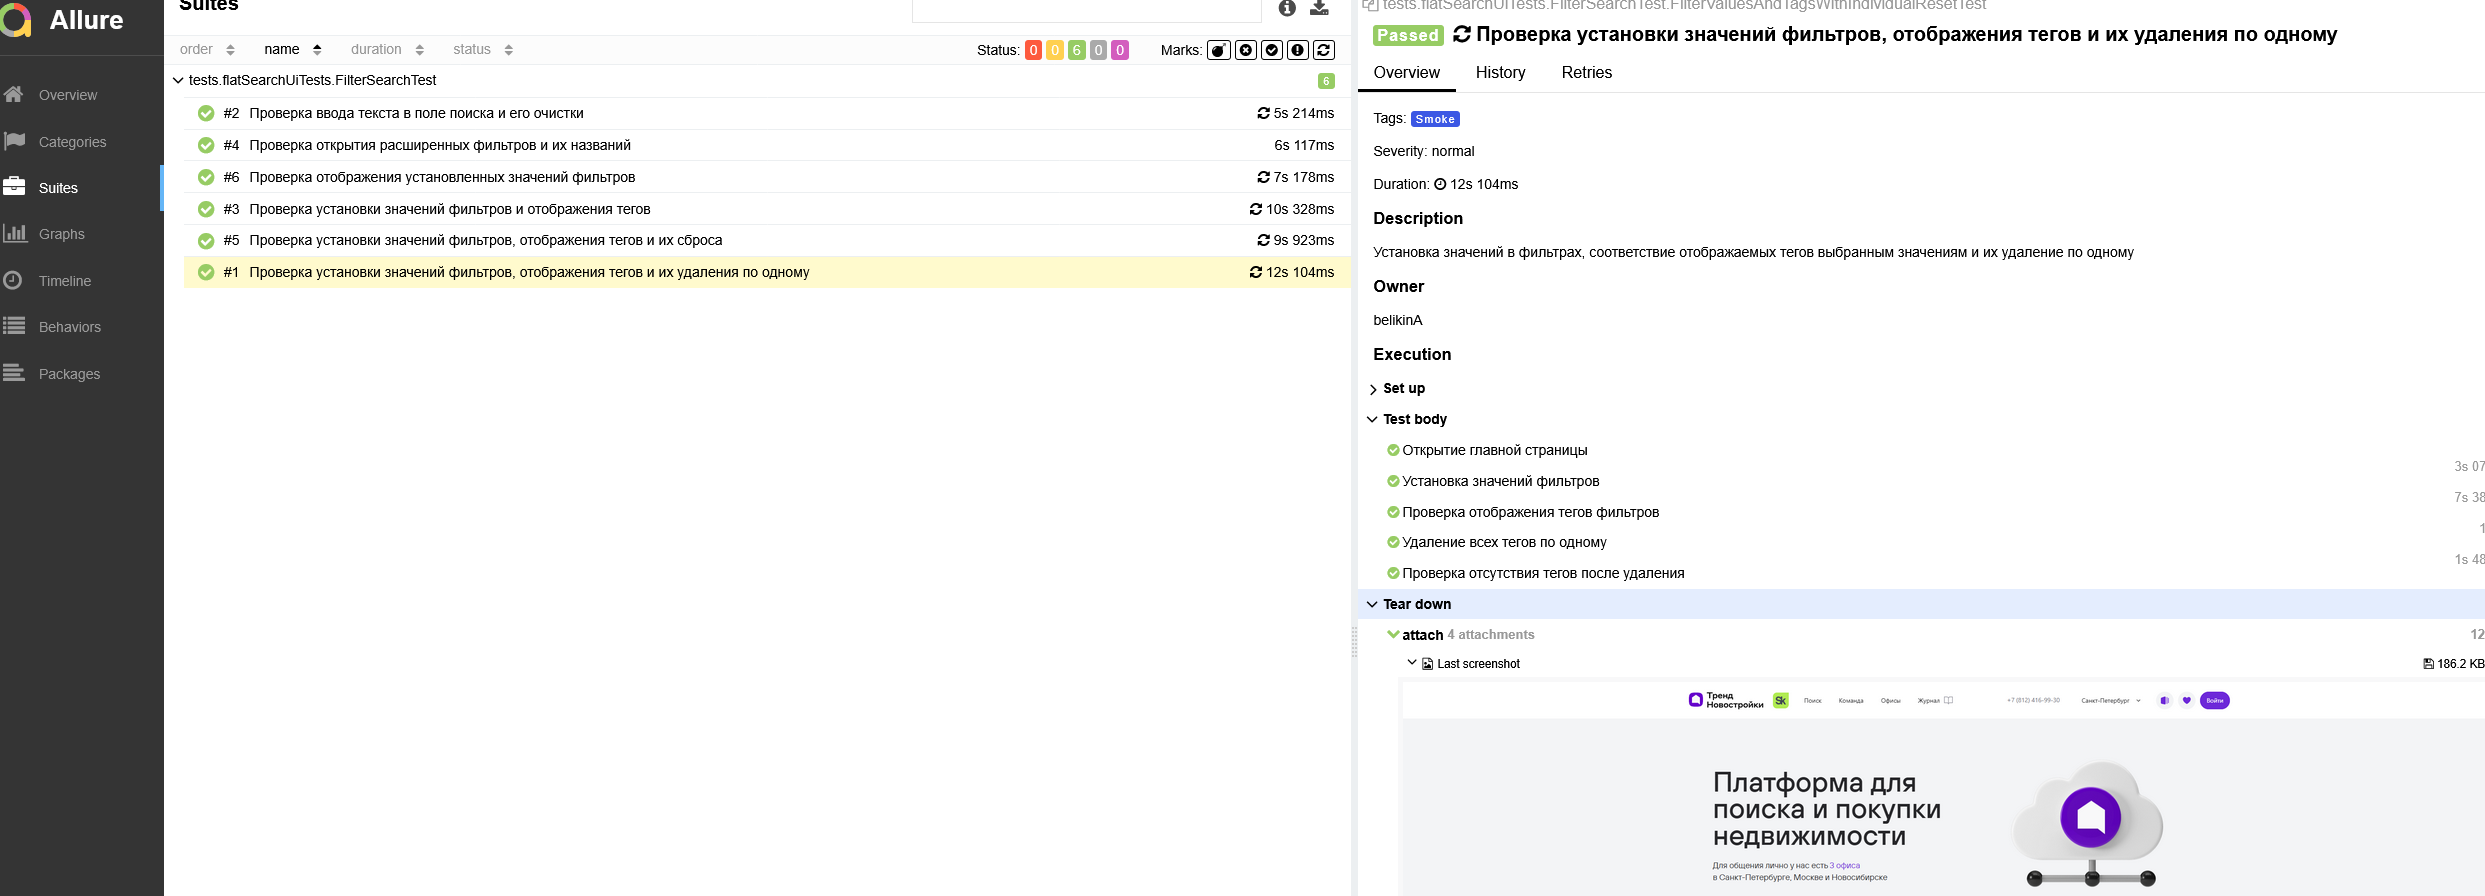 Allure
Overview
Categories
Suites
Graphs
Timeline
Behaviors
Packages
Suites
order name duration status Status: 0 0 6 0 0 Marks:
tests.flatSearchUiTests.FilterSearchTest 6
#2 Проверка ввода текста в поле поиска и его очистки 5s 214ms
#4 Проверка открытия расширенных фильтров и их названий 6s 117ms
#6 Проверка отображения установленных значений фильтров 7s 178ms
#3 Проверка установки значений фильтров и отображения тегов 10s 328ms
#5 Проверка установки значений фильтров, отображения тегов и их сброса 9s 923ms
#1 Проверка установки значений фильтров, отображения тегов и их удаления по одному 12s 104ms
tests.flatSearchUiTests.FilterSearchTest.FilterValuesAndTagsWithIndividualResetTest
Passed Проверка установки значений фильтров, отображения тегов и их удаления по одному
Overview History Retries
Tags: Smoke
Severity: normal
Duration: 12s 104ms
Description
Установка значений в фильтрах, соответствие отображаемых тегов выбранным значениям и их удаление по одному
Owner
belikinA
Execution
Set up
Test body
Открытие главной страницы
3s 07
Установка значений фильтров
7s 38
Проверка отображения тегов фильтров
1
Удаление всех тегов по одному
1s 48
Проверка отсутствия тегов после удаления
Tear down
attach 4 attachments 12
Last screenshot 186.2 KB
Тренд
Новостройки Sk Поиск Команда Офисы Журнал +7 (812) 416-99-30 Санкт-Петербург Войти
Платформа для
поиска и покупки
недвижимости
Для общения лично у нас есть 3 офиса
в Санкт-Петербурге, Москве и Новосибирске